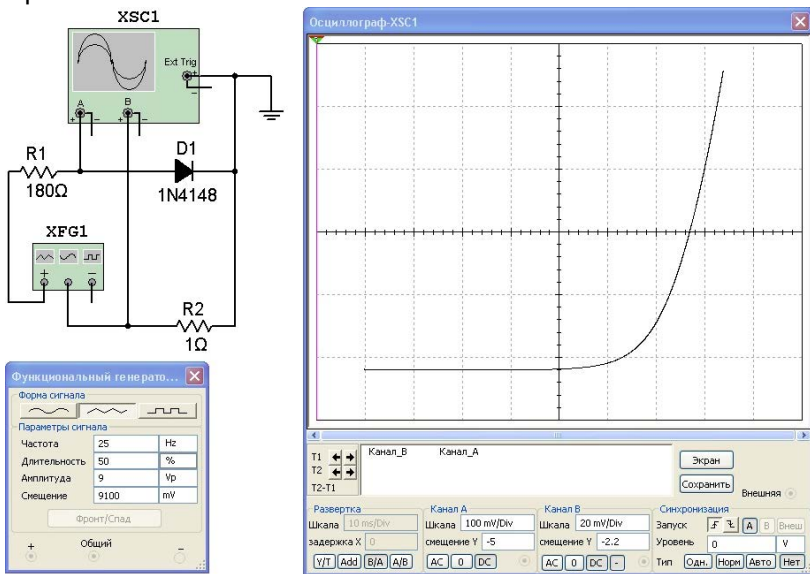 XSC1
Ext Trig
+
−
A
B
+ − + −
R1
180Ω
D1
1N4148
XFG1
+ −
R2
1Ω
Функциональный генерато...
Форма сигнала
Параметры сигнала
Частота 25 Hz
Длительность 50 %
Амплитуда 9 Vp
Смещение 9100 mV
Фронт/Спад
+ Общий −
Осциллограф-XSC1
T1
T2
T2-T1
Канал_B Канал_A
Экран
Сохранить
Внешняя
Развертка
Шкала 10 ms/Div
задержка X 0
Y/T Add B/A A/B
Канал A
Шкала 100 mV/Div
смещение Y -5
AC 0 DC
Канал B
Шкала 20 mV/Div
смещение Y -2.2
AC 0 DC -
Синхронизация
Запуск A B Внеш
Уровень 0 V
Тип Одн. Норм Авто Нет